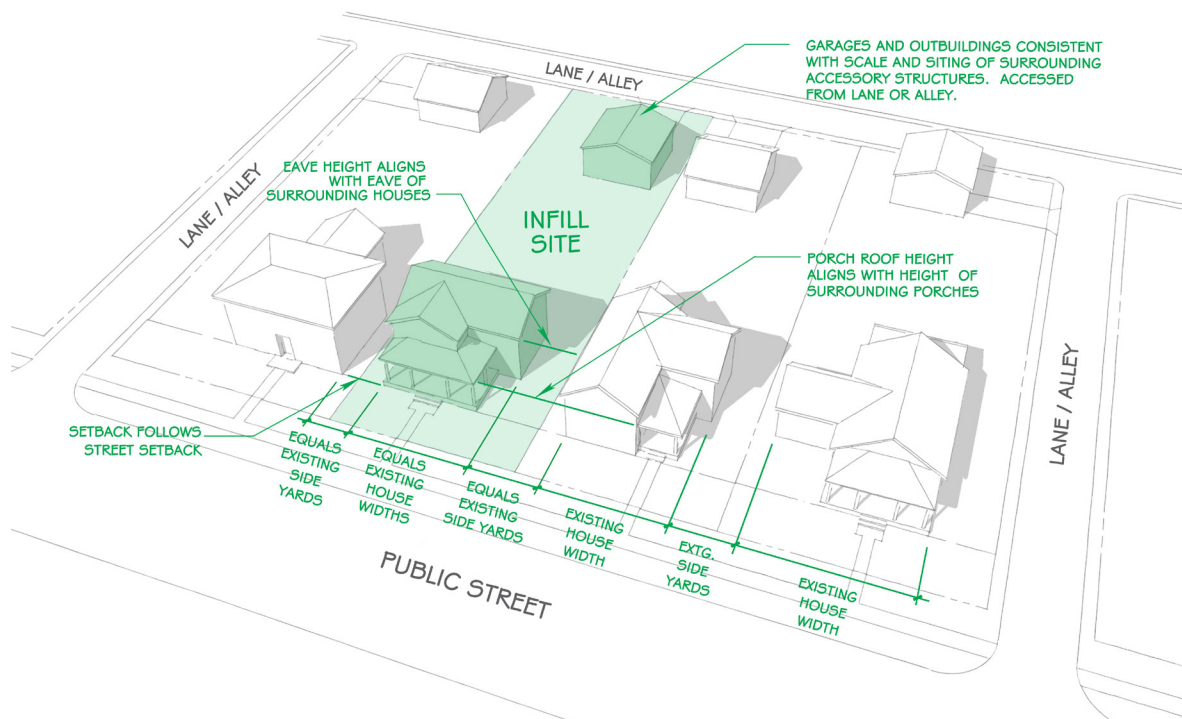 GARAGES AND OUTBUILDINGS CONSISTENT
WITH SCALE AND SITING OF SURROUNDING
ACCESSORY STRUCTURES. ACCESSED
FROM LANE OR ALLEY.
LANE / ALLEY
EAVE HEIGHT ALIGNS
WITH EAVE OF
SURROUNDING HOUSES
LANE / ALLEY
INFILL
SITE
PORCH ROOF HEIGHT
ALIGNS WITH HEIGHT OF
SURROUNDING PORCHES
LANE / ALLEY
SETBACK FOLLOWS
STREET SETBACK
EQUALS
EXISTING
SIDE
YARDS
EQUALS
EXISTING
HOUSE
WIDTHS
EQUALS
EXISTING
SIDE YARDS
EXISTING
HOUSE
WIDTH
EXTG.
SIDE
YARDS
EXISTING
HOUSE
WIDTH
PUBLIC STREET